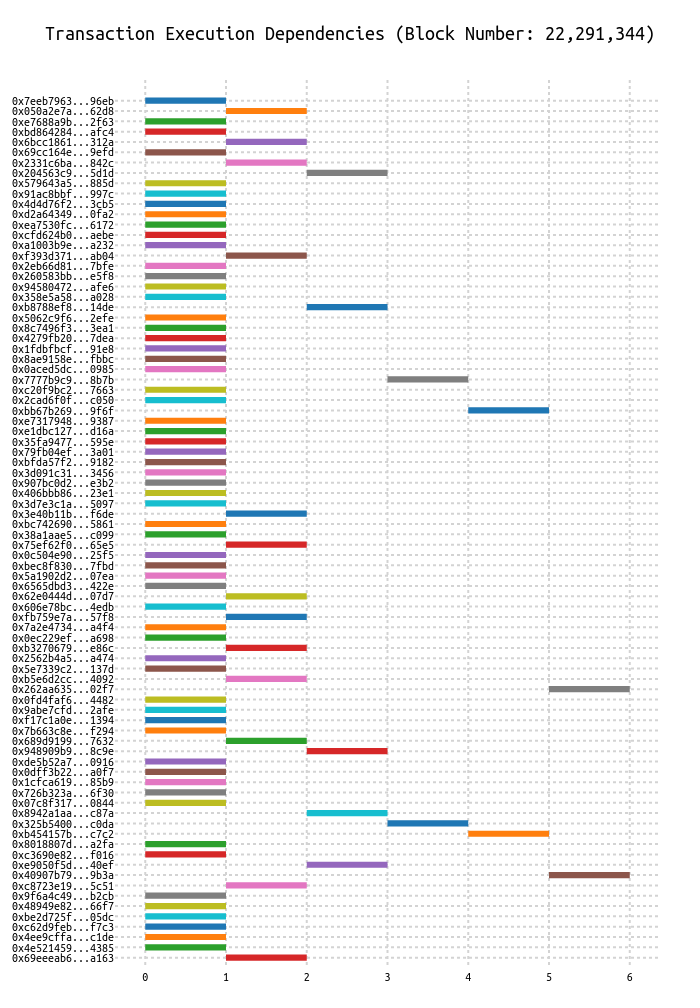 Transaction Execution Dependencies (Block Number: 22,291,344)
0x7eeb7963...96eb
0x050a2e7a...62d8
0xe7688a9b...2f63
0xbd864284...afc4
0x6bcc1861...312a
0x69cc164e...9efd
0x2331c6ba...842c
0x204563c9...5d1d
0x579643a5...885d
0x91ac8bbf...997c
0x4d4d76f2...3cb5
0xd2a64349...0fa2
0xea7530fc...6172
0xcfd624b0...aebe
0xa1003b9e...a232
0xf393d371...ab04
0x2eb66d81...7bfe
0x260583bb...e5f8
0x94580472...afe6
0x358e5a58...a028
0xb8788ef8...14de
0x5062c9f6...2efe
0x8c7496f3...3ea1
0x4279fb20...7dea
0x1fdbfbcf...91e8
0x8ae9158e...fbbc
0x0aced5dc...0985
0x7777b9c9...8b7b
0xc20f9bc2...7663
0x2cad6f0f...c050
0xbb67b269...9f6f
0xe7317948...9387
0xe1dbc127...d16a
0x35fa9477...595e
0x79fb04ef...3a01
0xbfda57f2...9182
0x3d091c31...3456
0x907bc0d2...e3b2
0x406bbb86...23e1
0x3d7e3c1a...5097
0x3e40b11b...f6de
0xbc742690...5861
0x38a1aae5...c099
0x75ef62f0...65e5
0x0c504e90...25f5
0xbec8f830...7fbd
0x5a1902d2...07ea
0x6565dbd3...422e
0x62e0444d...07d7
0x606e78bc...4edb
0xfb759e7a...57f8
0x7a2e4734...a4f4
0x0ec229ef...a698
0xb3270679...e86c
0x2562b4a5...a474
0x5e7339c2...137d
0xb5e6d2cc...4092
0x262aa635...02f7
0x0fd4faf6...4482
0x9abe7cfd...2afe
0xf17c1a0e...1394
0x7b663c8e...f294
0x689d9199...7632
0x948909b9...8c9e
0xde5b52a7...0916
0x0dff3b22...a0f7
0x1cfca619...85b9
0x726b323a...6f30
0x07c8f317...0844
0x8942a1aa...c87a
0x325b5400...c0da
0xb454157b...c7c2
0x8018807d...a2fa
0xc3690e82...f016
0xe9050f5d...40ef
0x40907b79...9b3a
0xc8723e19...5c51
0x9f6a4c49...b2cb
0x48949e82...66f7
0xbe2d725f...05dc
0xc62d9feb...f7c3
0x4ee9cffa...c1de
0x4e521459...4385
0x69eeeab6...a163
0 1 2 3 4 5 6